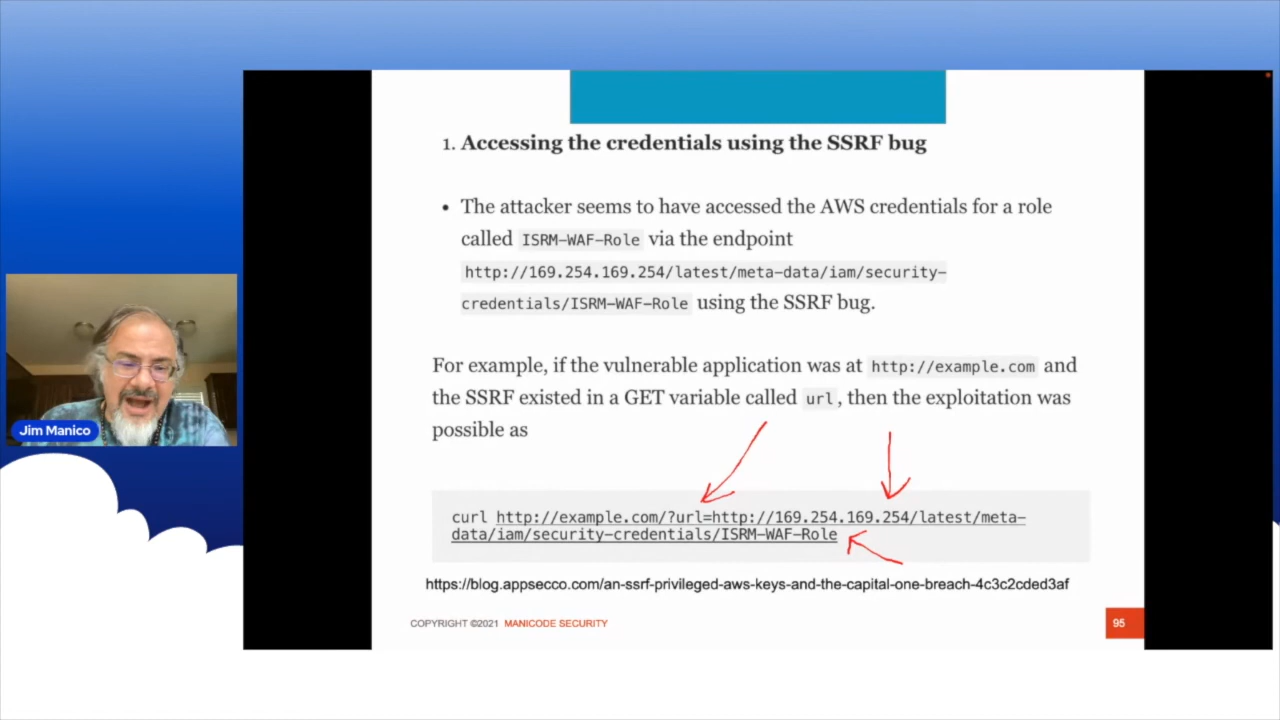 1. Accessing the credentials using the SSRF bug
• The attacker seems to have accessed the AWS credentials for a role
called ISRM-WAF-Role via the endpoint
http://169.254.169.254/latest/meta-data/iam/security-
credentials/ISRM-WAF-Role using the SSRF bug.
For example, if the vulnerable application was at http://example.com and
the SSRF existed in a GET variable called url, then the exploitation was
possible as
Jim Manico
curl http://example.com/?url=http://169.254.169.254/latest/meta-
data/iam/security-credentials/ISRM-WAF-Role
https://blog.appsecco.com/an-ssrf-privileged-aws-keys-and-the-capital-one-breach-4c3c2cded3af
COPYRIGHT ©2021 MANICODE SECURITY
95